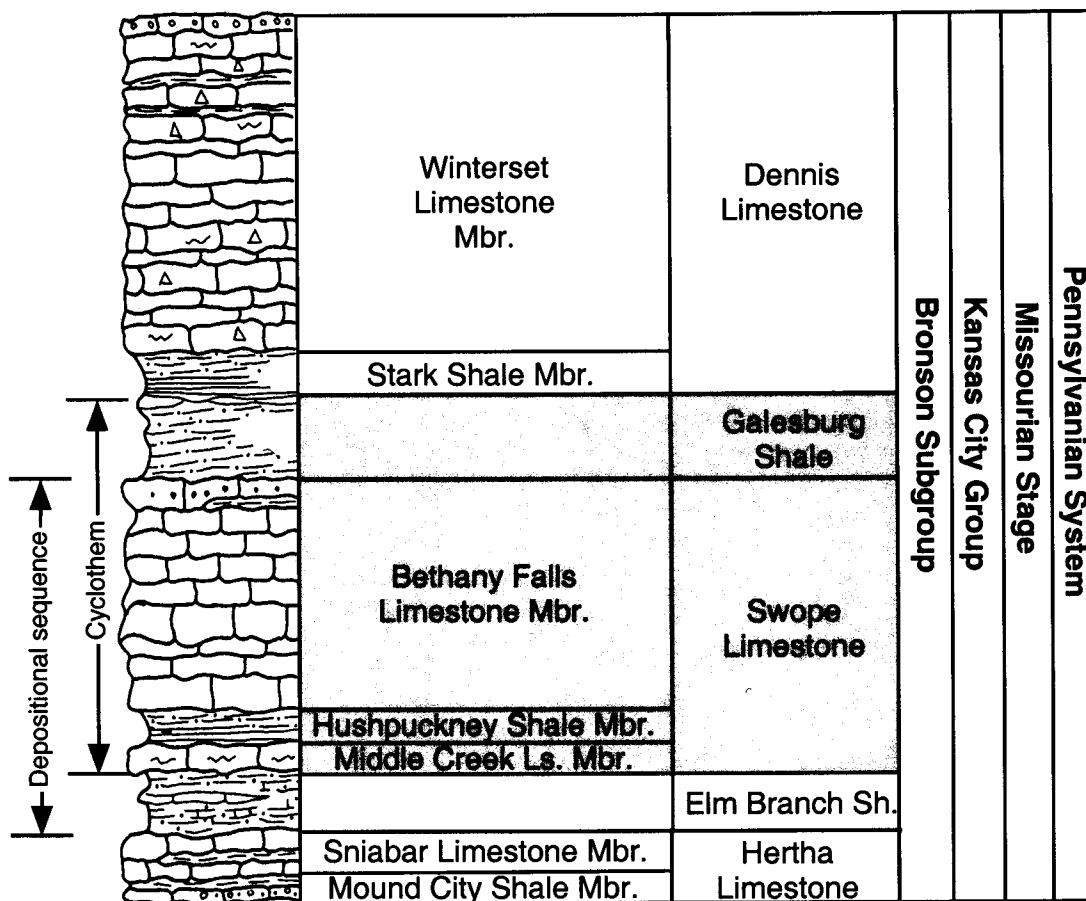 Winterset
Limestone
Mbr.
Dennis
Limestone
Stark Shale Mbr.
Galesburg
Shale
Bethany Falls
Limestone Mbr.
Swope
Limestone
Hushpuckney Shale Mbr.
Middle Creek Ls. Mbr.
Elm Branch Sh.
Sniabar Limestone Mbr.
Mound City Shale Mbr.
Hertha
Limestone
Depositional sequence
Cyclothem
Bronson Subgroup
Kansas City Group
Missourian Stage
Pennsylvanian System